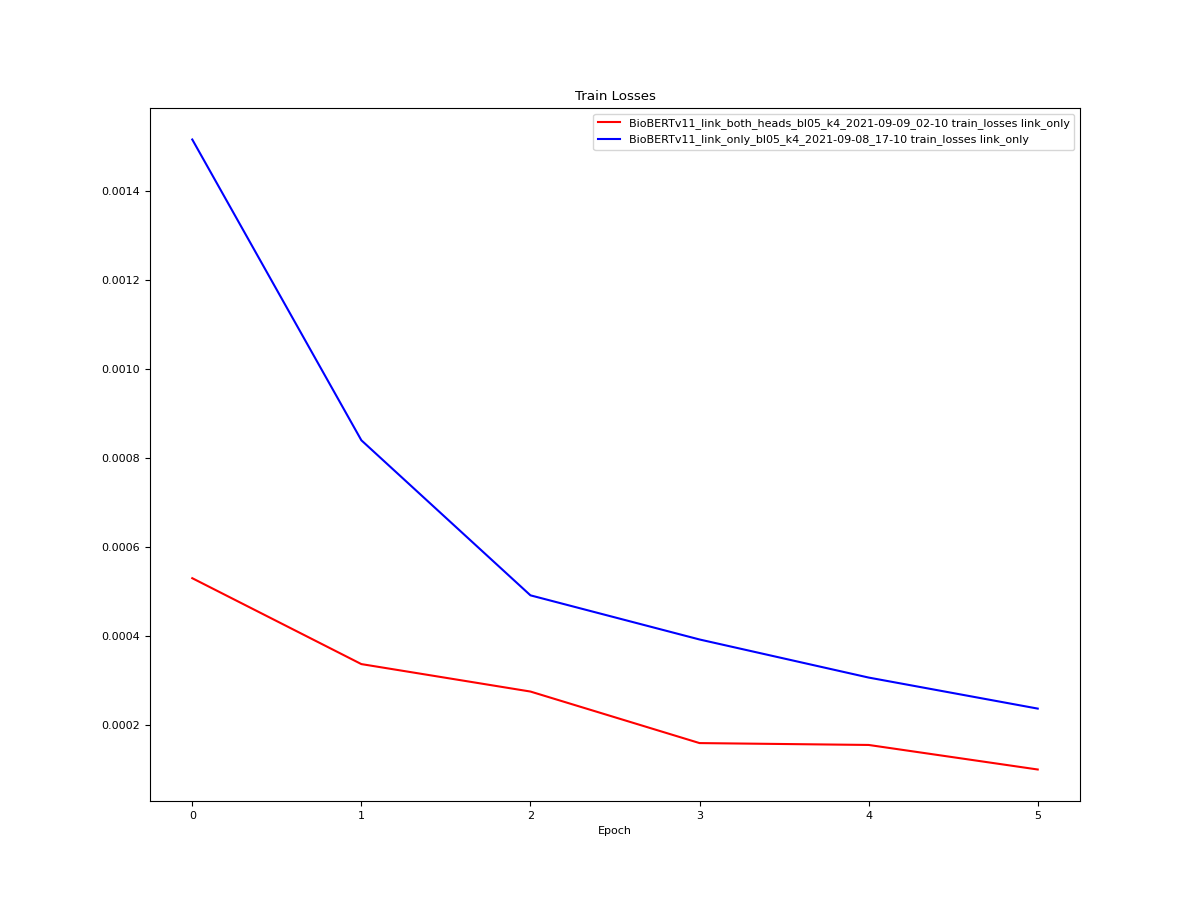 Train Losses
BioBERTv11_link_both_heads_bl05_k4_2021-09-09_02-10 train_losses link_only
BioBERTv11_link_only_bl05_k4_2021-09-08_17-10 train_losses link_only
0.0014
0.0012
0.0010
0.0008
0.0006
0.0004
0.0002
0 1 2 3 4 5
Epoch